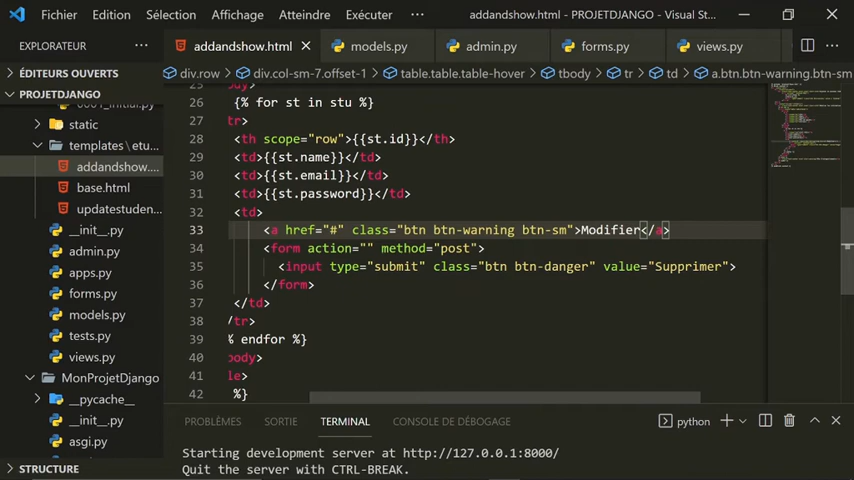 Fichier Edition Sélection Affichage Atteindre Exécuter ··· addandshow.html - PROJETDJANGO - Visual St...
EXPLORATEUR ··· addandshow.html models.py admin.py forms.py views.py ···
ÉDITEURS OUVERTS
div.row div.col-sm-7.offset-1 table.table.table-hover tbody tr td a.btn.btn-warning.btn-sm
PROJETDJANGO
0001_initial.py
static
templates \ etu...
addandshow....
base.html
updatestuden...
__init__.py
admin.py
apps.py
forms.py
models.py
tests.py
views.py
MonProjetDjango
__pycache__
__init__.py
asgi.py
STRUCTURE
25 body>
26 {% for st in stu %}
27 tr>
28 <th scope="row">{{st.id}}</th>
29 <td>{{st.name}}</td>
30 <td>{{st.email}}</td>
31 <td>{{st.password}}</td>
32 <td>
33 <a href="#" class="btn btn-warning btn-sm">Modifier</a>
34 <form action="" method="post">
35 <input type="submit" class="btn btn-danger" value="Supprimer">
36 </form>
37 </td>
38 /tr>
39 % endfor %}
40 body>
41 le>
42 %}
PROBLÈMES SORTIE TERMINAL CONSOLE DE DÉBOGAGE python
Starting development server at http://127.0.0.1:8000/
Quit the server with CTRL-BREAK.